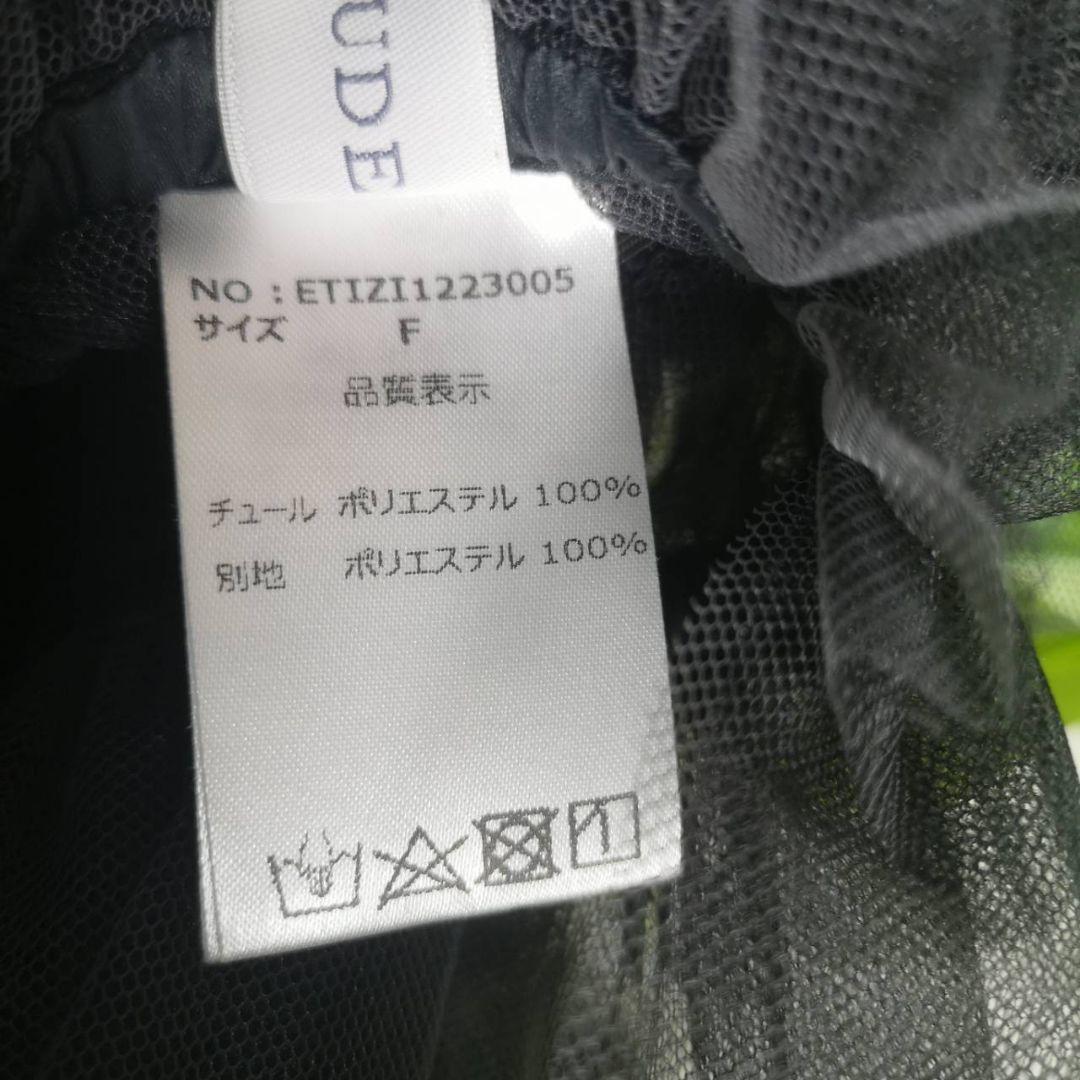 UDE
NO : ETIZI1223005
サイズ F
品質表示
チュール ポリエステル 100%
別地 ポリエステル 100%